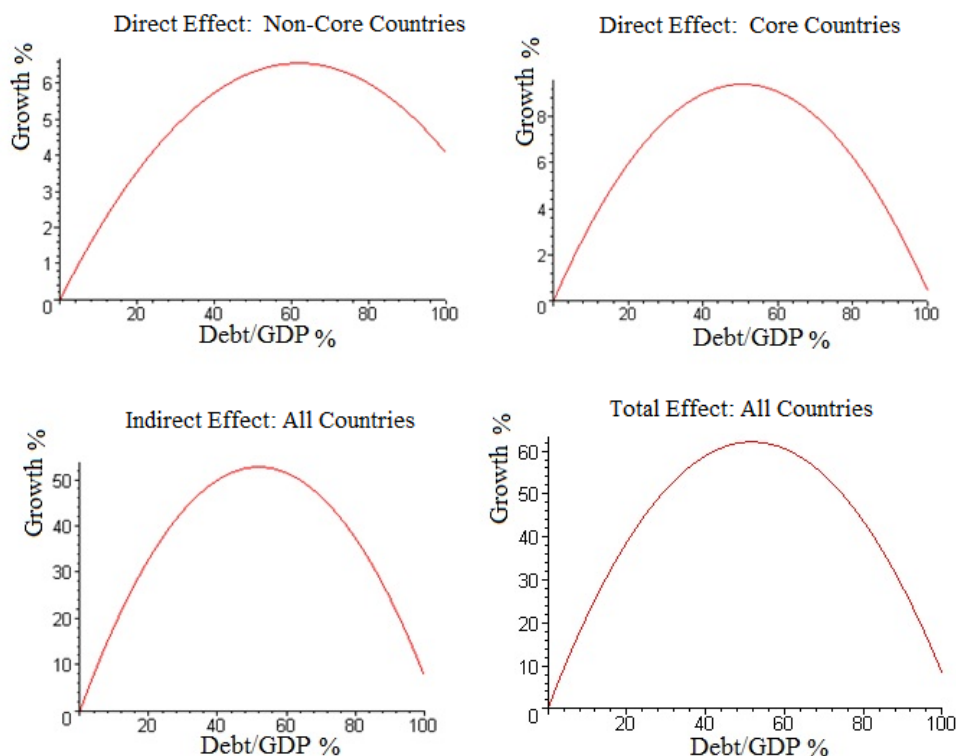 Direct Effect: Non-Core Countries
Growth %
6
5
4
3
2
1
0
20 40 60 80 100
Debt/GDP %
Direct Effect: Core Countries
Growth %
8
6
4
2
0
20 40 60 80 100
Debt/GDP %
Indirect Effect: All Countries
Growth %
50
40
30
20
10
0
20 40 60 80 100
Debt/GDP %
Total Effect: All Countries
Growth %
60
50
40
30
20
10
0
20 40 60 80 100
Debt/GDP %